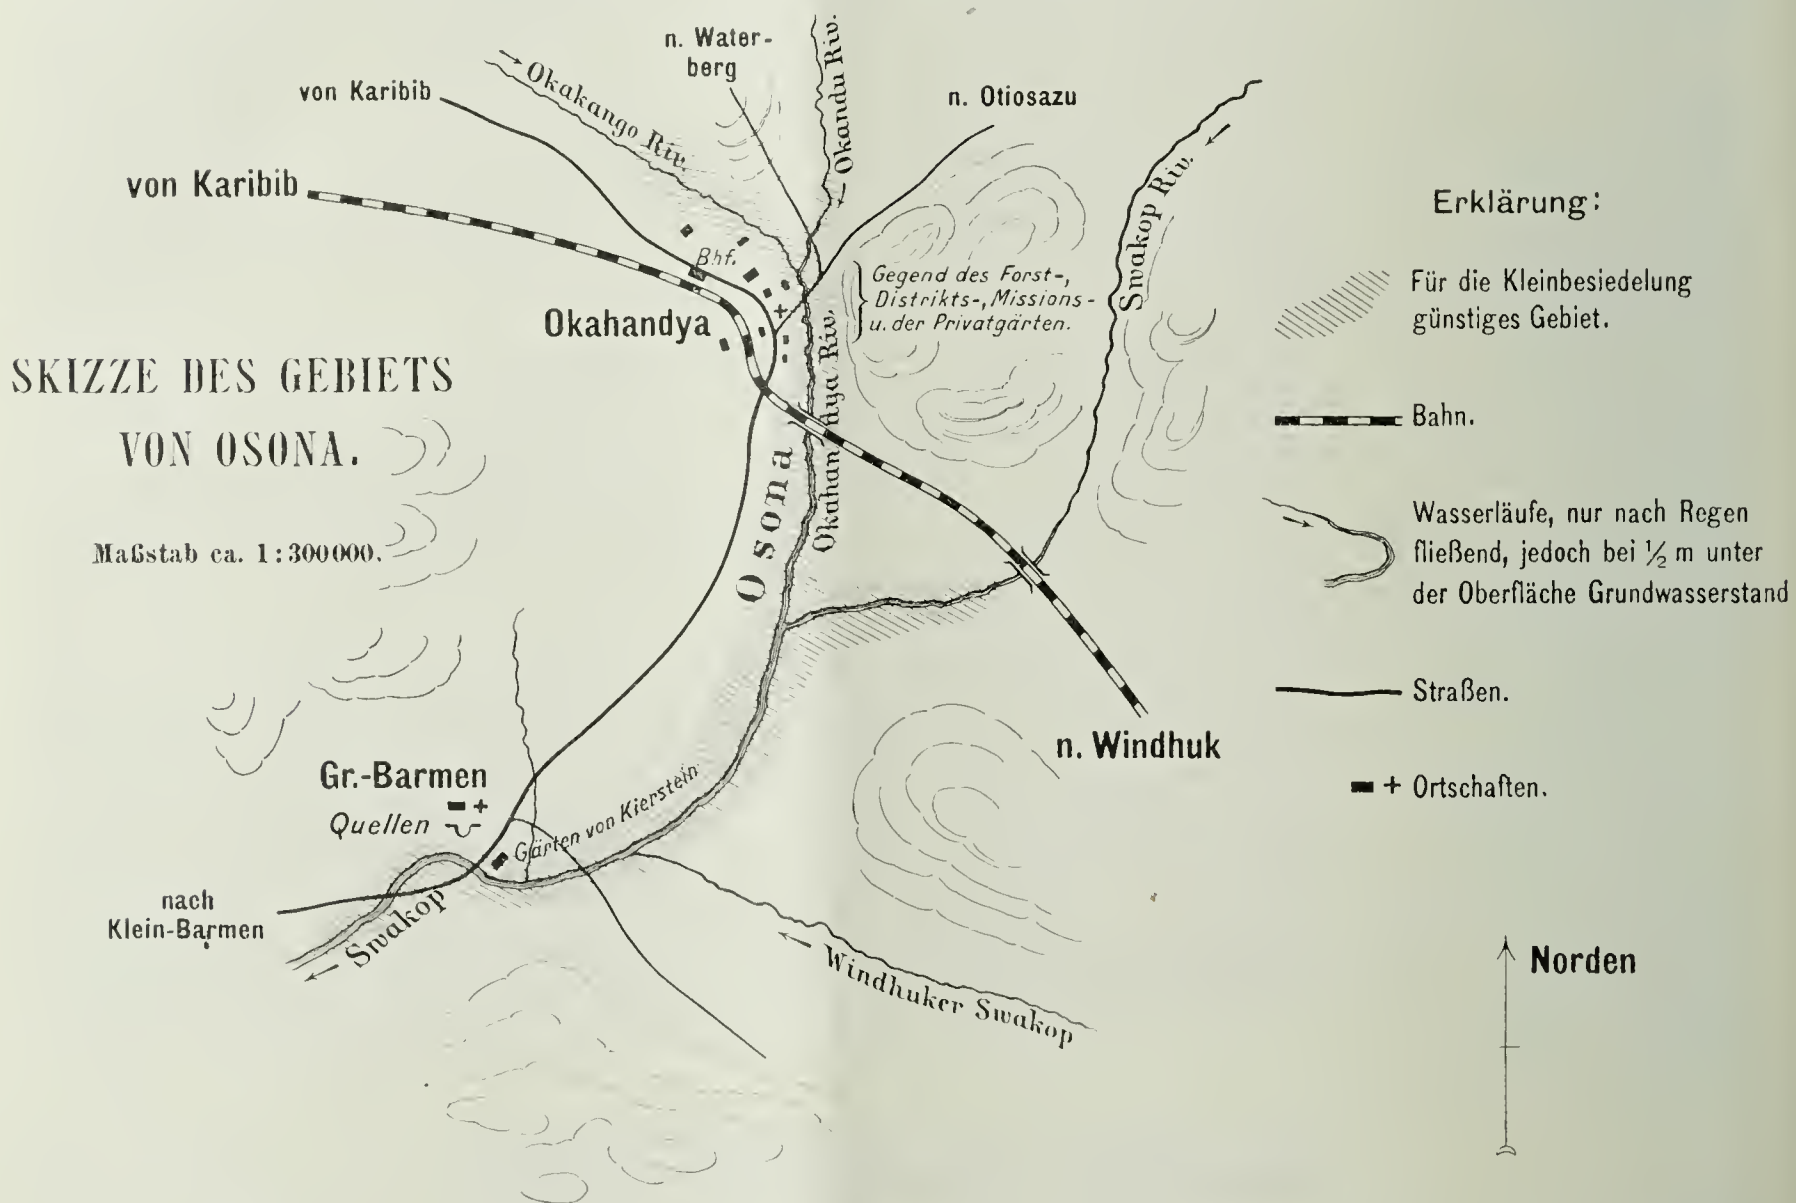 n. Water-
berg
von Karibib
Okakango Riv.
Okandu Riv.
n. Otiosazu
von Karibib
Swakop Riv.
Bhf.
Okahandya
Gegend des Forst-,
Distrikts-, Missions-
u. der Privatgärten.
Okahandya Riv.
Osona
SKIZZE DES GEBIETS
VON OSONA.
Maßstab ca. 1:300000.
n. Windhuk
Gr.-Barmen
Quellen
Gärten von Kierstein
nach
Klein-Barmen
Swakop
Windhuker Swakop
Erklärung:
Für die Kleinbesiedelung
günstiges Gebiet.
Bahn.
Wasserläufe, nur nach Regen
fließend, jedoch bei ½ m unter
der Oberfläche Grundwasserstand
Straßen.
Ortschaften.
Norden